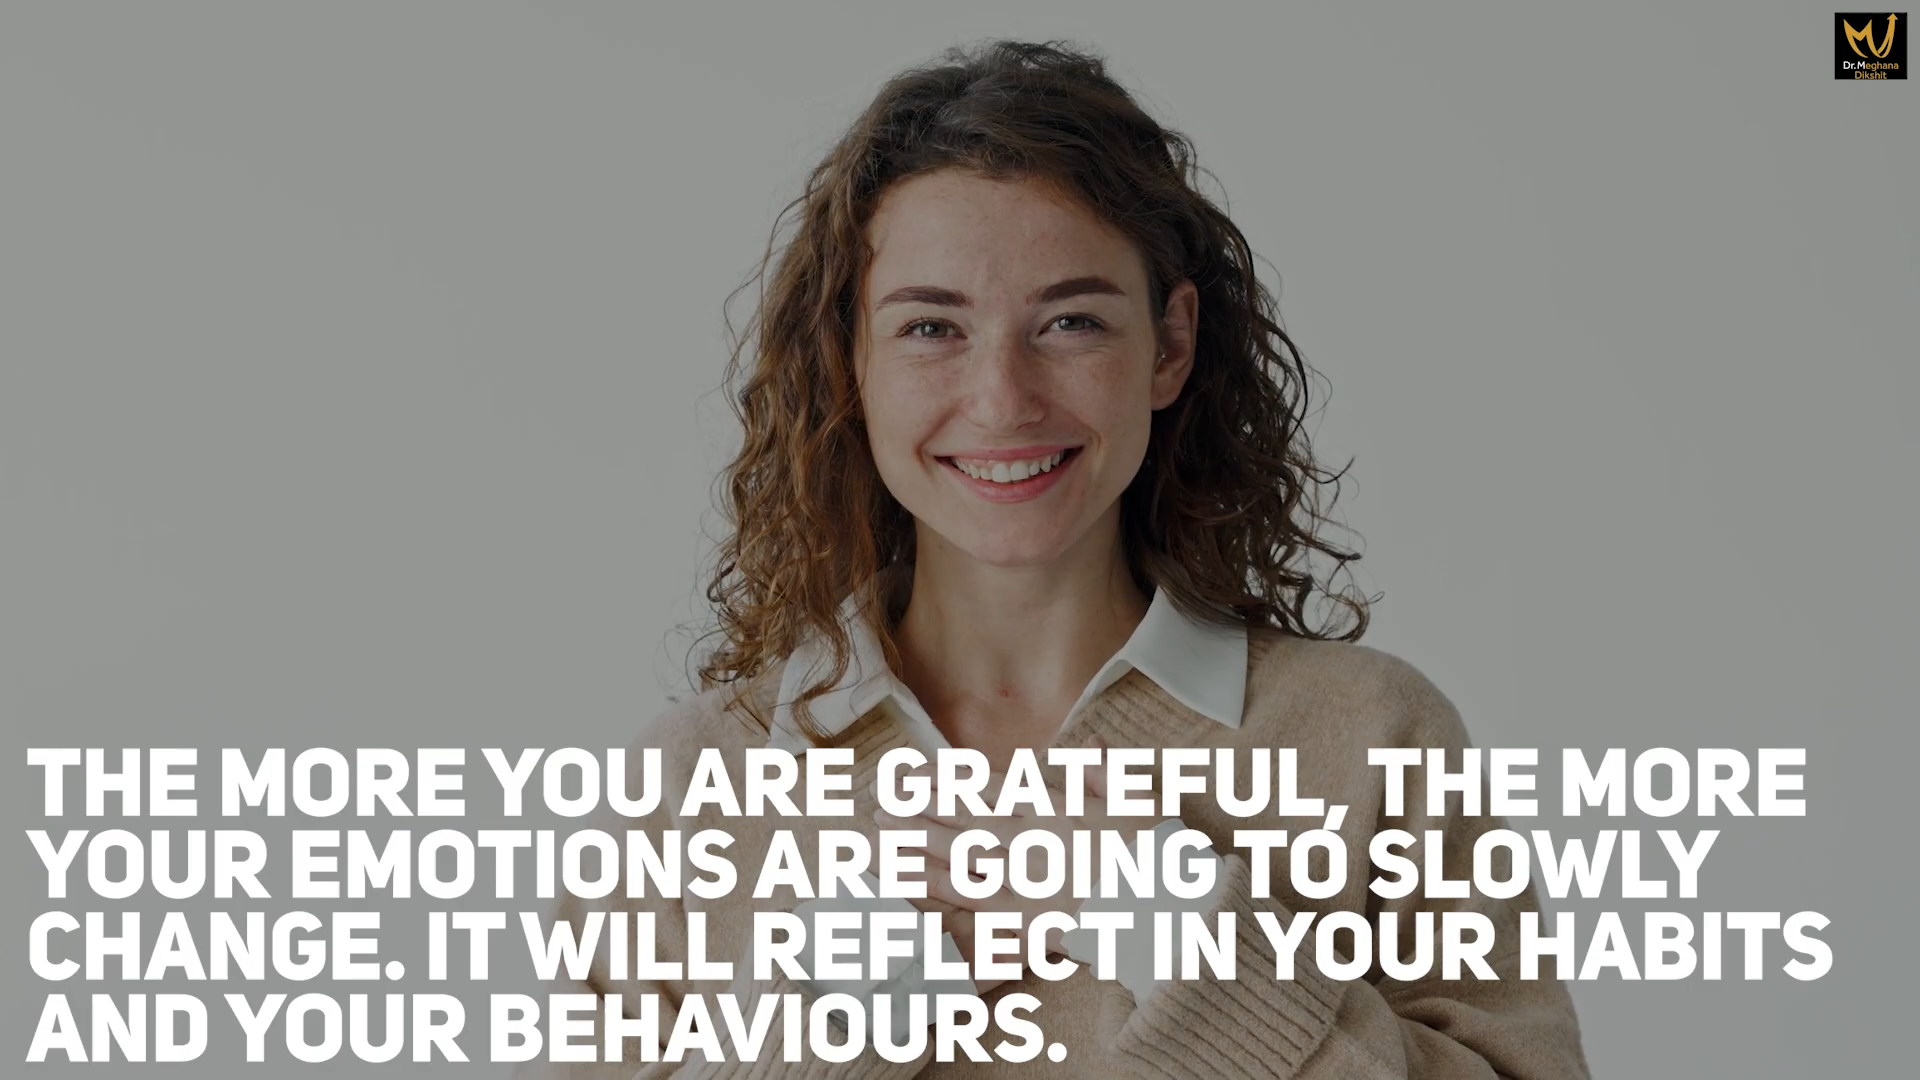 Dr.Meghana
Dikshit
THE MORE YOU ARE GRATEFUL, THE MORE
YOUR EMOTIONS ARE GOING TO SLOWLY
CHANGE. IT WILL REFLECT IN YOUR HABITS
AND YOUR BEHAVIOURS.